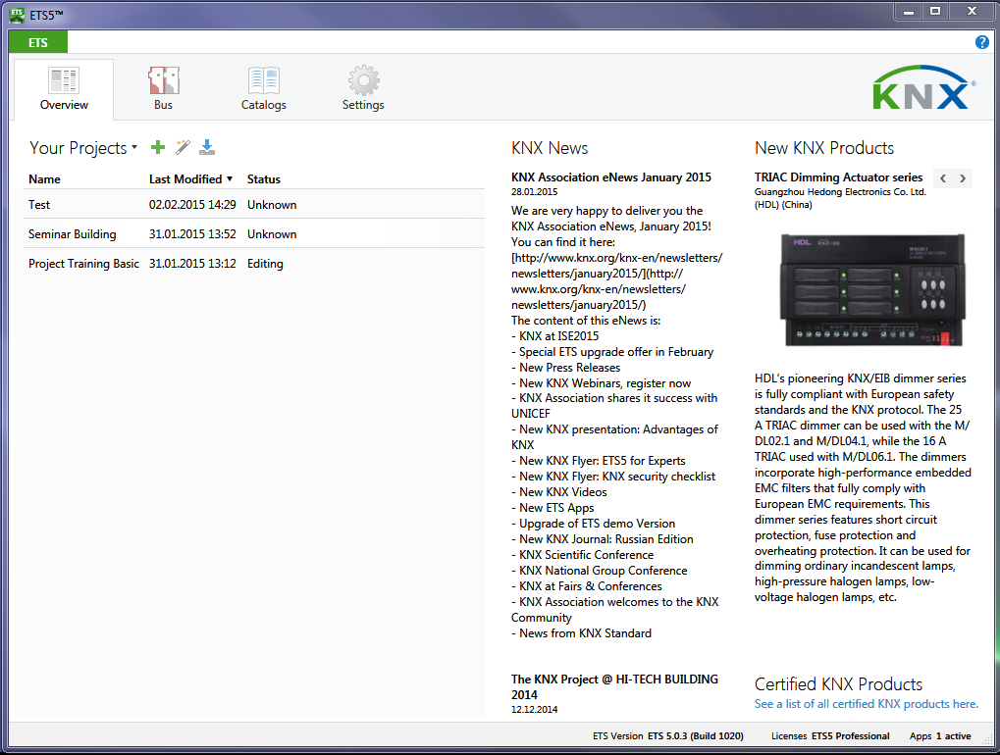 ETS5™
ETS
Overview
Bus
Catalogs
Settings
KNX
Your Projects
Name Last Modified Status
Test 02.02.2015 14:29 Unknown
Seminar Building 31.01.2015 13:52 Unknown
Project Training Basic 31.01.2015 13:12 Editing
KNX News
KNX Association eNews January 2015
28.01.2015
We are very happy to deliver you the
KNX Association eNews, January 2015!
You can find it here:
[http://www.knx.org/knx-en/newsletters/
newsletters/january2015/](http://
www.knx.org/knx-en/newsletters/
newsletters/january2015/)
The content of this eNews is:
- KNX at ISE2015
- Special ETS upgrade offer in February
- New Press Releases
- New KNX Webinars, register now
- KNX Association shares it success with
UNICEF
- New KNX presentation: Advantages of
KNX
- New KNX Flyer: ETS5 for Experts
- New KNX Flyer: KNX security checklist
- New KNX Videos
- New ETS Apps
- Upgrade of ETS demo Version
- New KNX Journal: Russian Edition
- KNX Scientific Conference
- KNX National Group Conference
- KNX at Fairs & Conferences
- KNX Association welcomes to the KNX
Community
- News from KNX Standard
The KNX Project @ HI-TECH BUILDING
2014
12.12.2014
New KNX Products
TRIAC Dimming Actuator series
Guangzhou Hedong Electronics Co. Ltd.
(HDL) (China)
HDL
HDL's pioneering KNX/EIB dimmer series
is fully compliant with European safety
standards and the KNX protocol. The 25
A TRIAC dimmer can be used with the M/
DL02.1 and M/DL04.1, while the 16 A
TRIAC used with M/DL06.1. The dimmers
incorporate high-performance embedded
EMC filters that fully comply with
European EMC requirements. This
dimmer series features short circuit
protection, fuse protection and
overheating protection. It can be used for
dimming ordinary incandescent lamps,
high-pressure halogen lamps, low-
voltage halogen lamps, etc.
Certified KNX Products
See a list of all certified KNX products here.
ETS Version ETS 5.0.3 (Build 1020) Licenses ETS5 Professional Apps 1 active